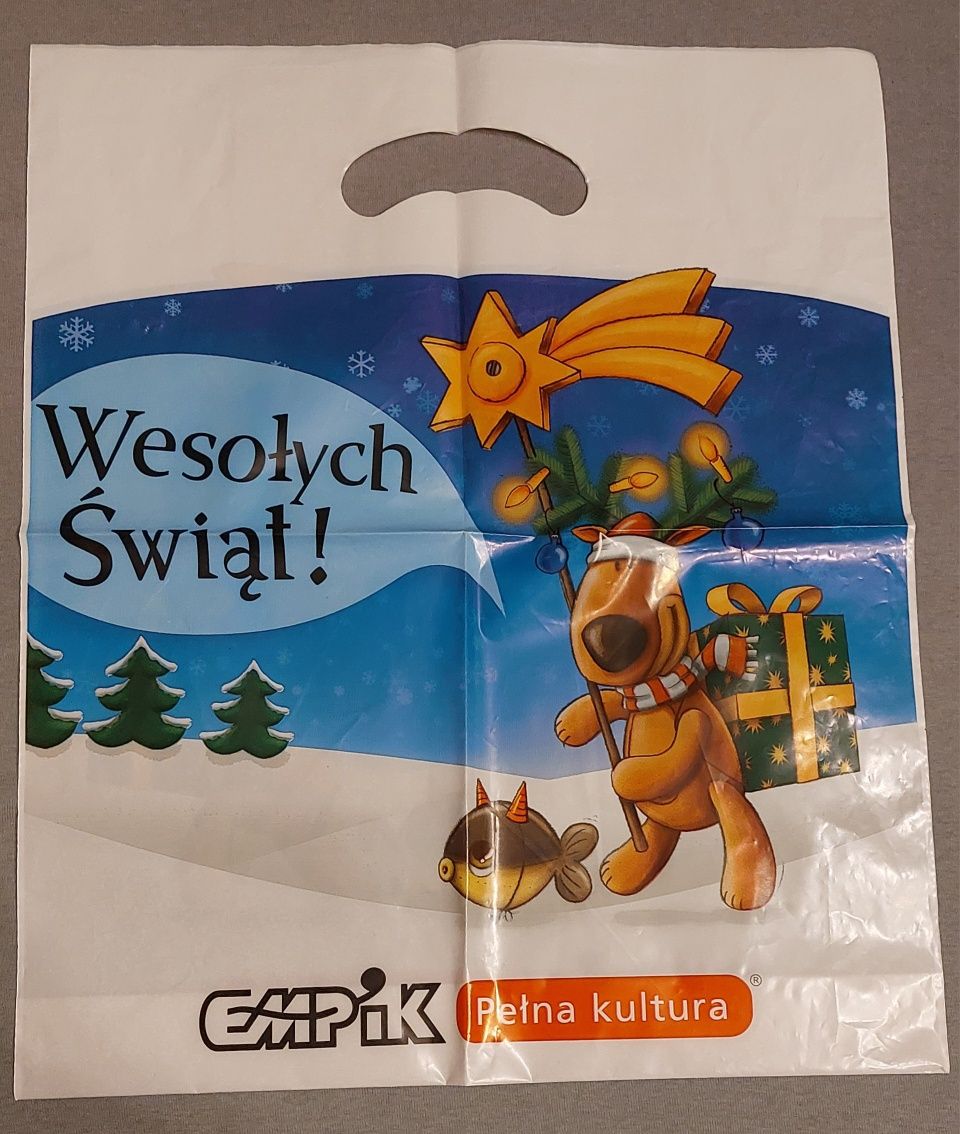 Wesołych
Świąt!
EMPiK
Pełna kultura ®